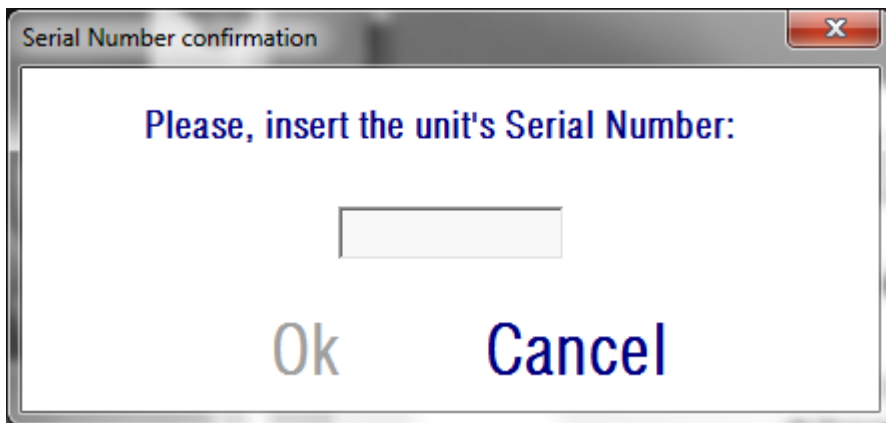 Serial Number confirmation
Please, insert the unit's Serial Number:
Ok
Cancel